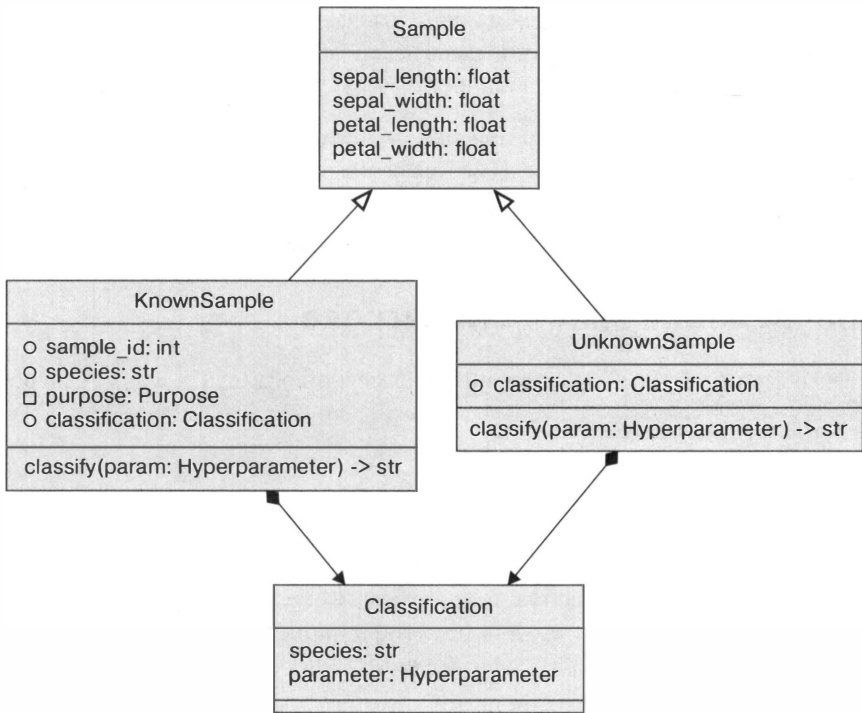 Sample
sepal_length: float
sepal_width: float
petal_length: float
petal_width: float
KnownSample
sample_id: int
species: str
purpose: Purpose
classification: Classification
classify(param: Hyperparameter) -> str
UnknownSample
classification: Classification
classify(param: Hyperparameter) -> str
Classification
species: str
parameter: Hyperparameter